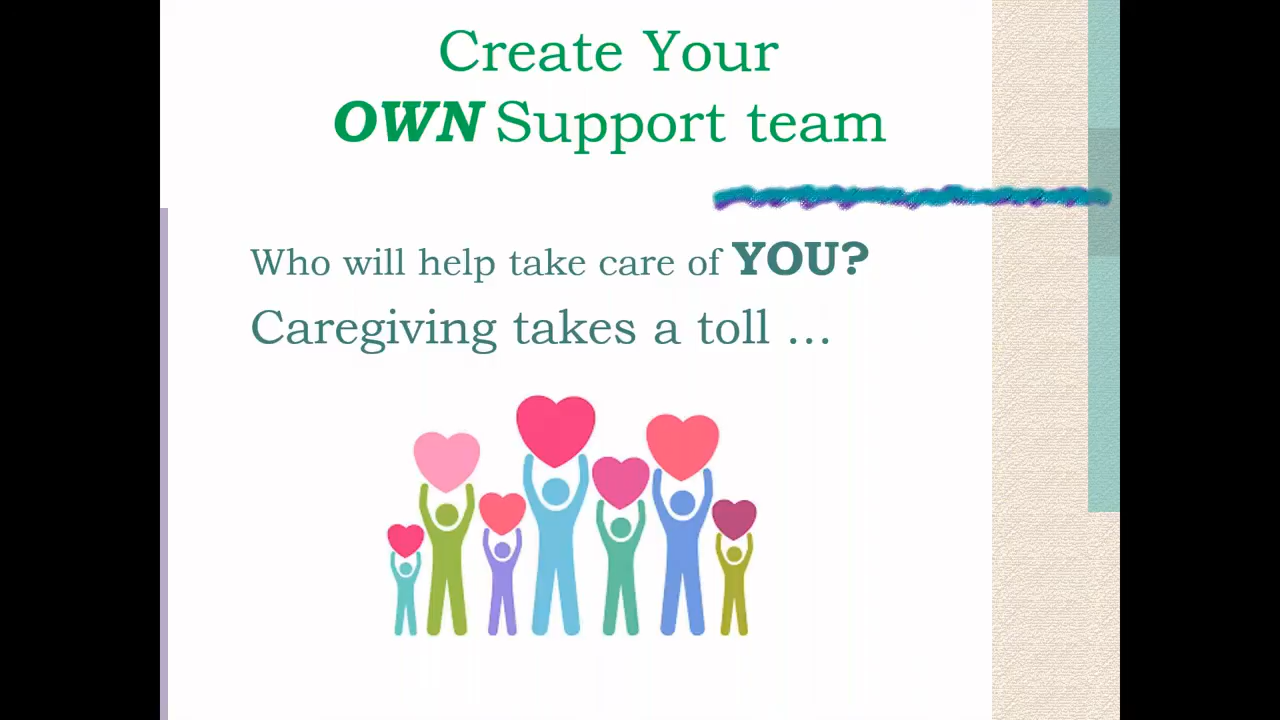 Create Your
OWN Support team
Who will help take care of YOU?
Caregiving takes a toll ...